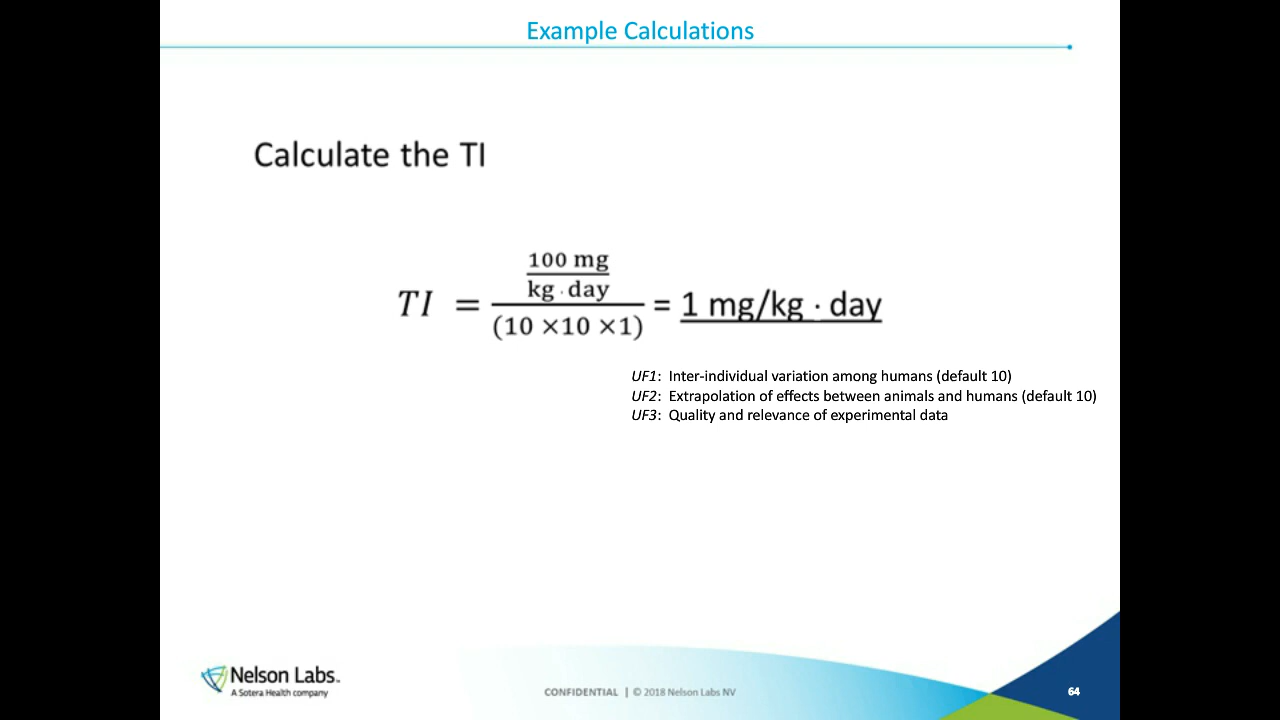 Example Calculations
Calculate the TI
TI = 100 mg / kg · day / (10 ×10 ×1) = 1 mg/kg · day
UF1: Inter-individual variation among humans (default 10)
UF2: Extrapolation of effects between animals and humans (default 10)
UF3: Quality and relevance of experimental data
Nelson Labs™
A Sotera Health company
CONFIDENTIAL | © 2018 Nelson Labs NV
64